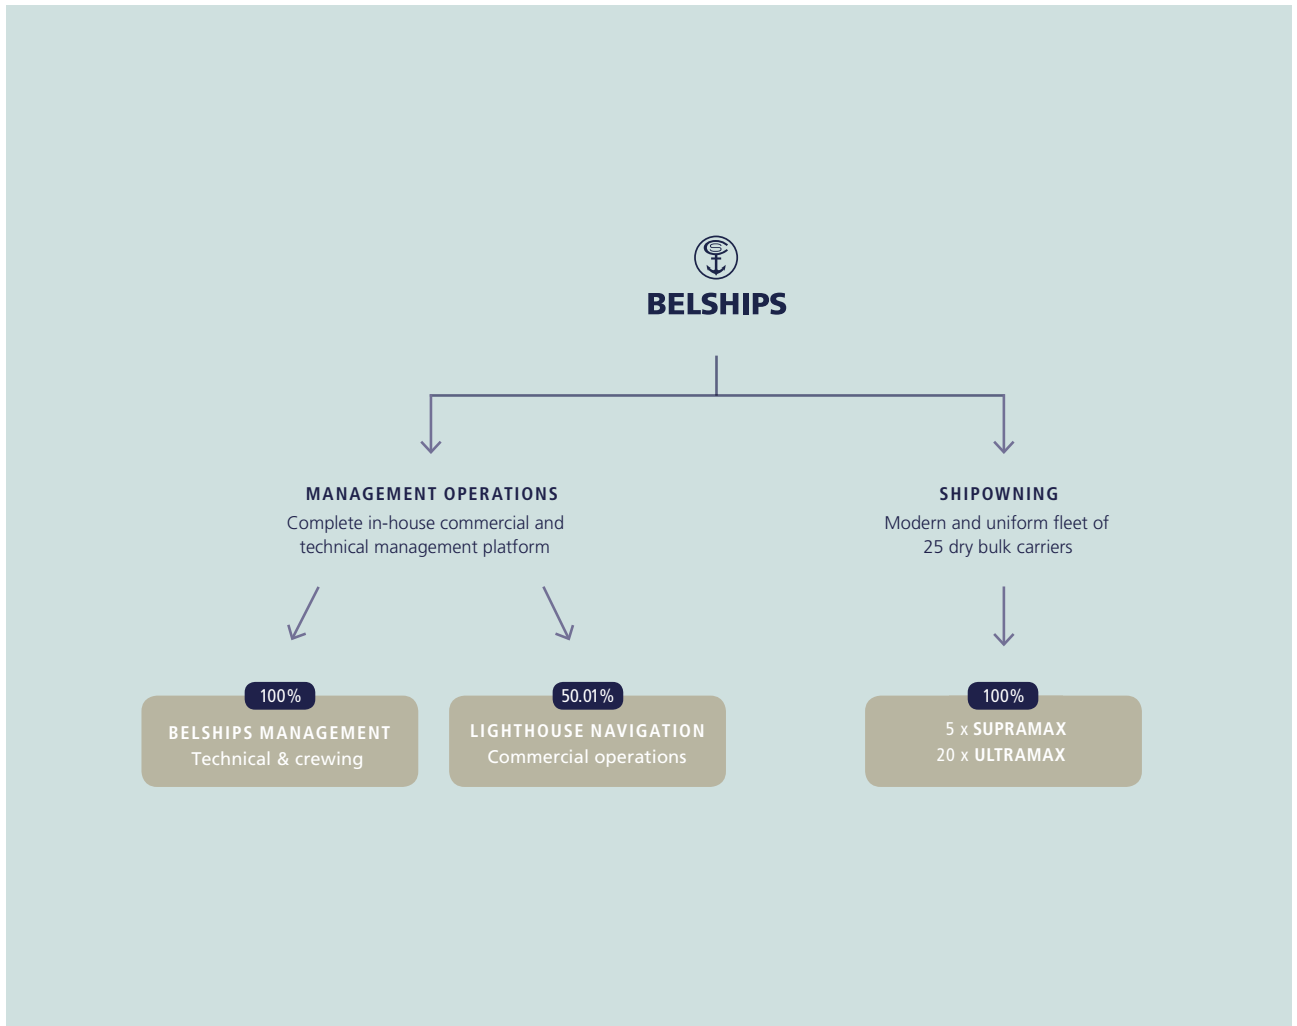 BELSHIPS
MANAGEMENT OPERATIONS
Complete in-house commercial and
technical management platform
SHIPOWNING
Modern and uniform fleet of
25 dry bulk carriers
100%
BELSHIPS MANAGEMENT
Technical & crewing
50.01%
LIGHTHOUSE NAVIGATION
Commercial operations
100%
5 x SUPRAMAX
20 x ULTRAMAX